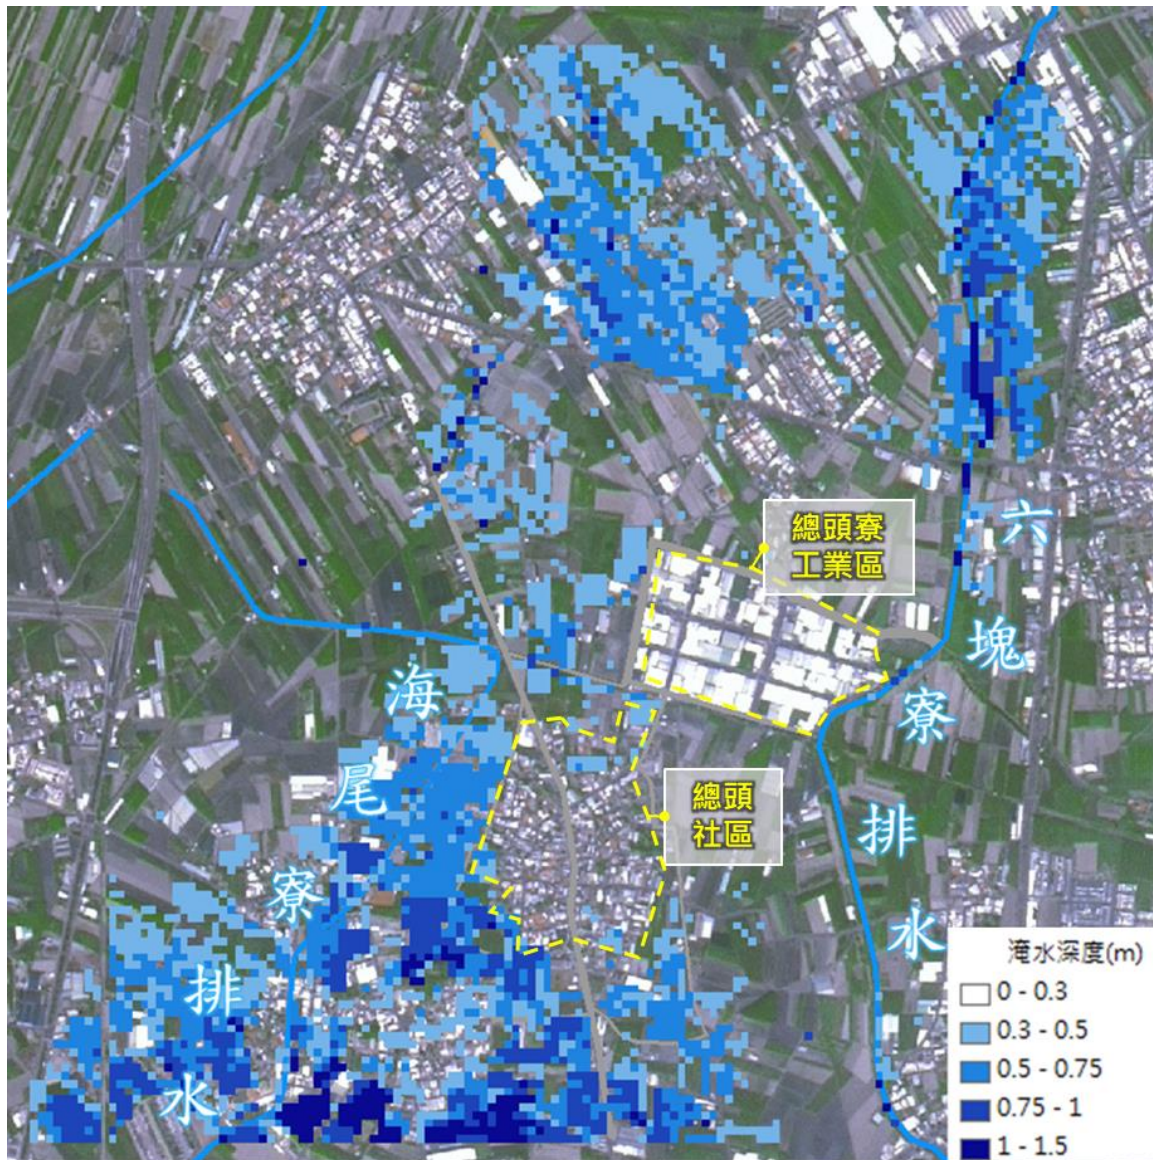 總頭寮
工業區
六
塊
寮
排
水
海
尾
寮
排
水
總頭
社區
淹水深度(m)
0 - 0.3
0.3 - 0.5
0.5 - 0.75
0.75 - 1
1 - 1.5